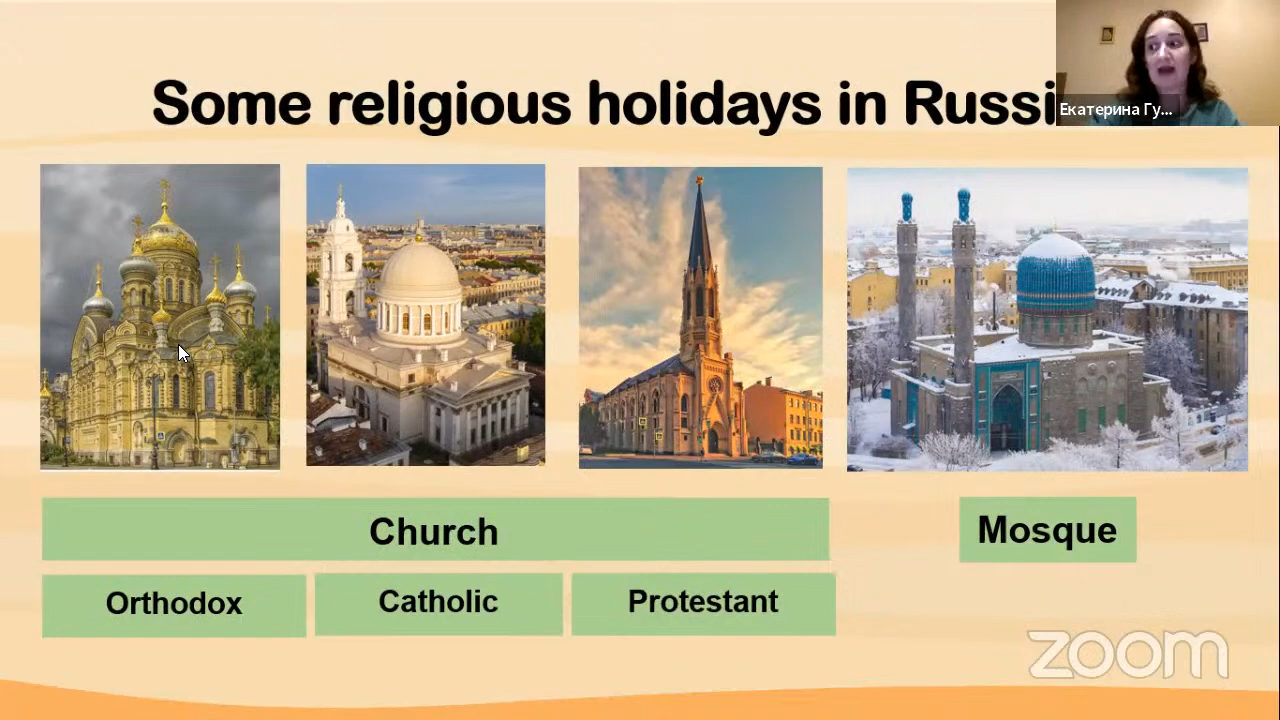 Some religious holidays in Russi
Екатерина Гу...
Church
Mosque
Orthodox
Catholic
Protestant
zoom